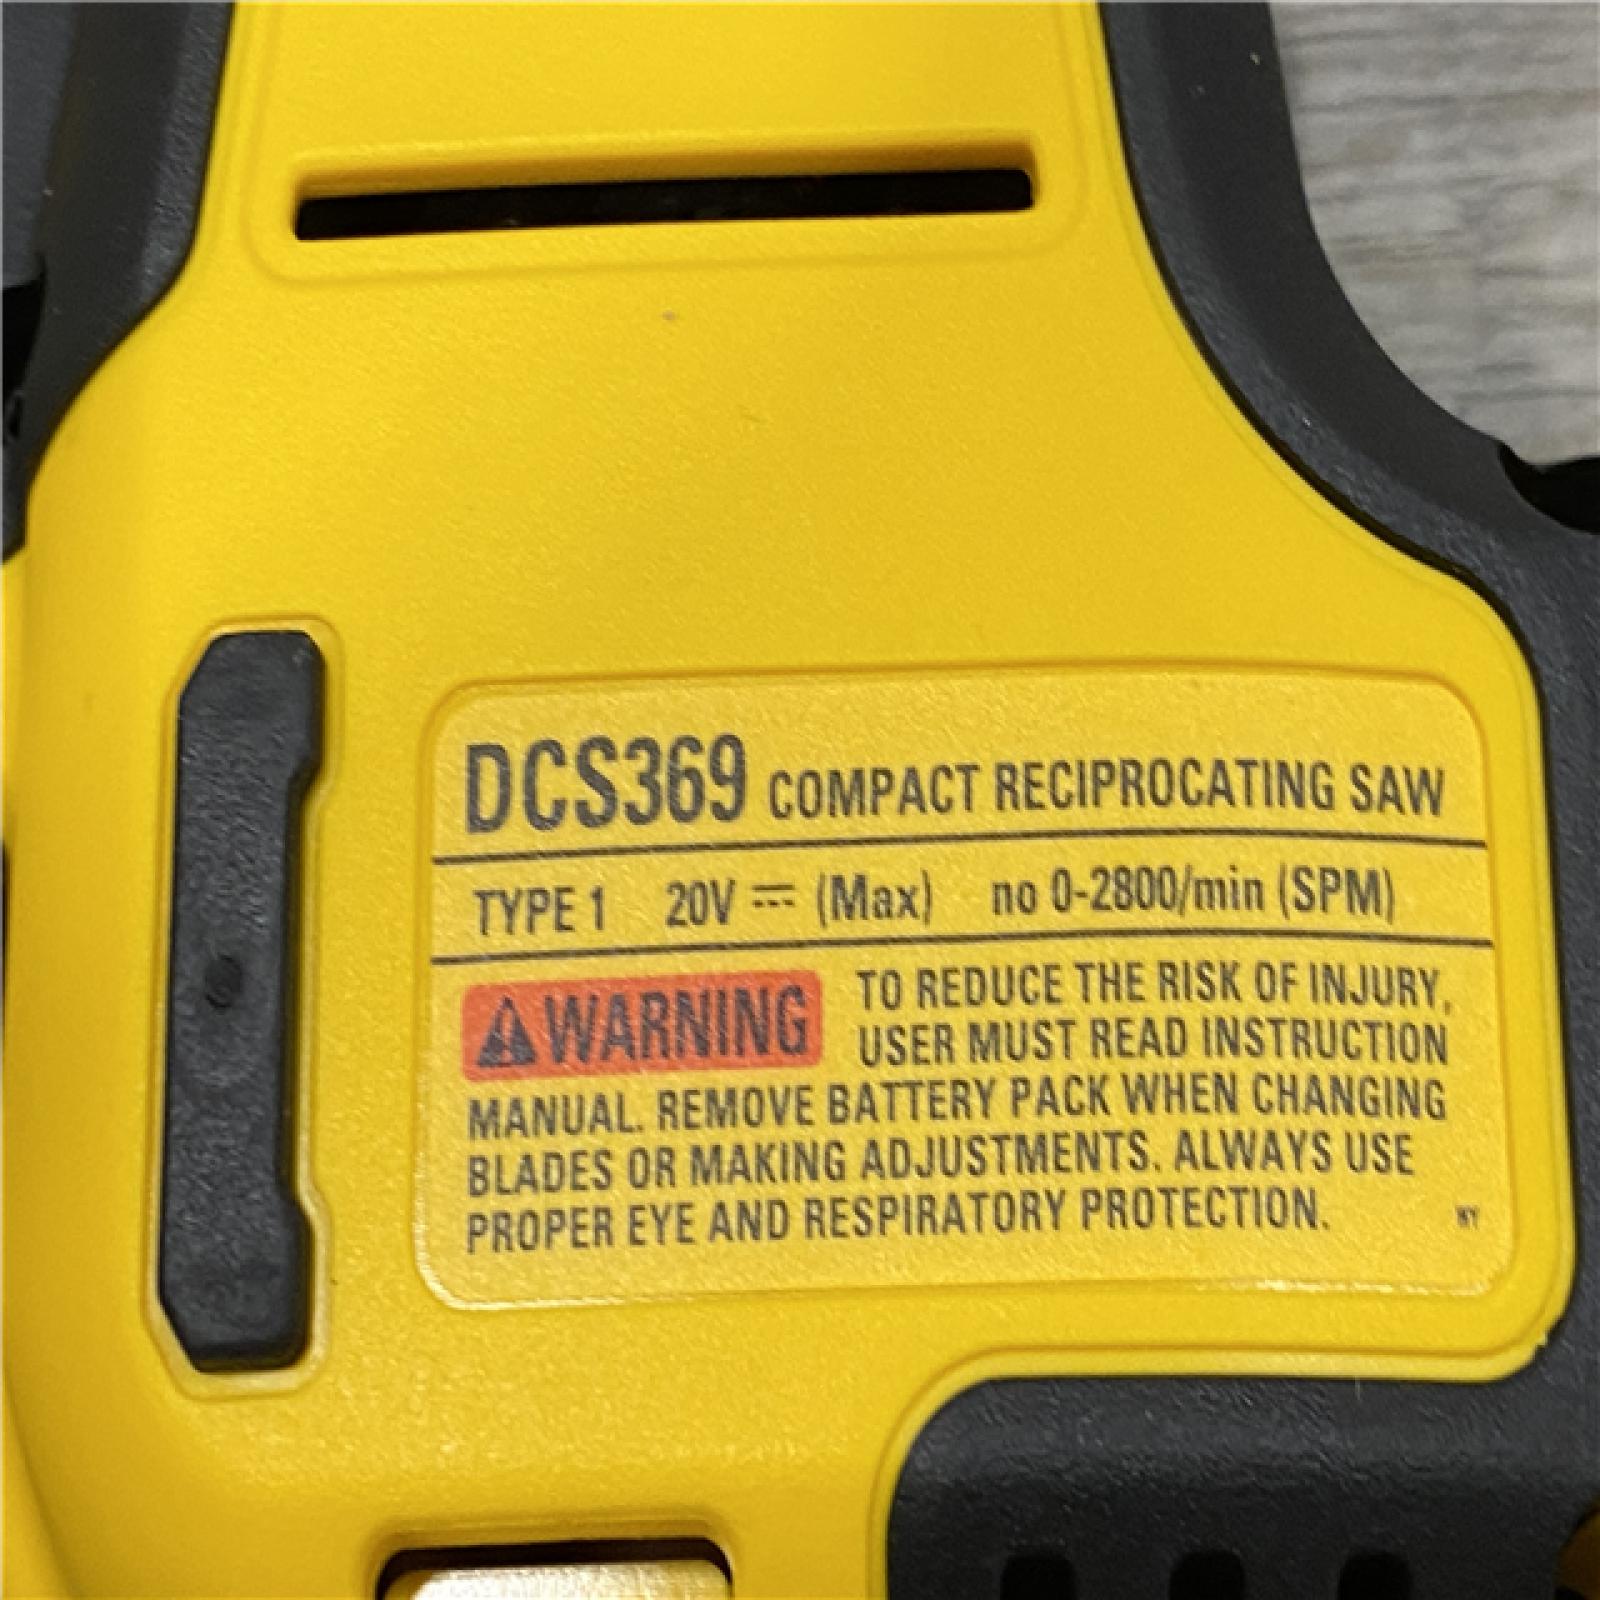 DCS369 COMPACT RECIPROCATING SAW
TYPE 1 20V ⎓ (Max) no 0-2800/min (SPM)
⚠WARNING TO REDUCE THE RISK OF INJURY,
USER MUST READ INSTRUCTION
MANUAL. REMOVE BATTERY PACK WHEN CHANGING
BLADES OR MAKING ADJUSTMENTS. ALWAYS USE
PROPER EYE AND RESPIRATORY PROTECTION.